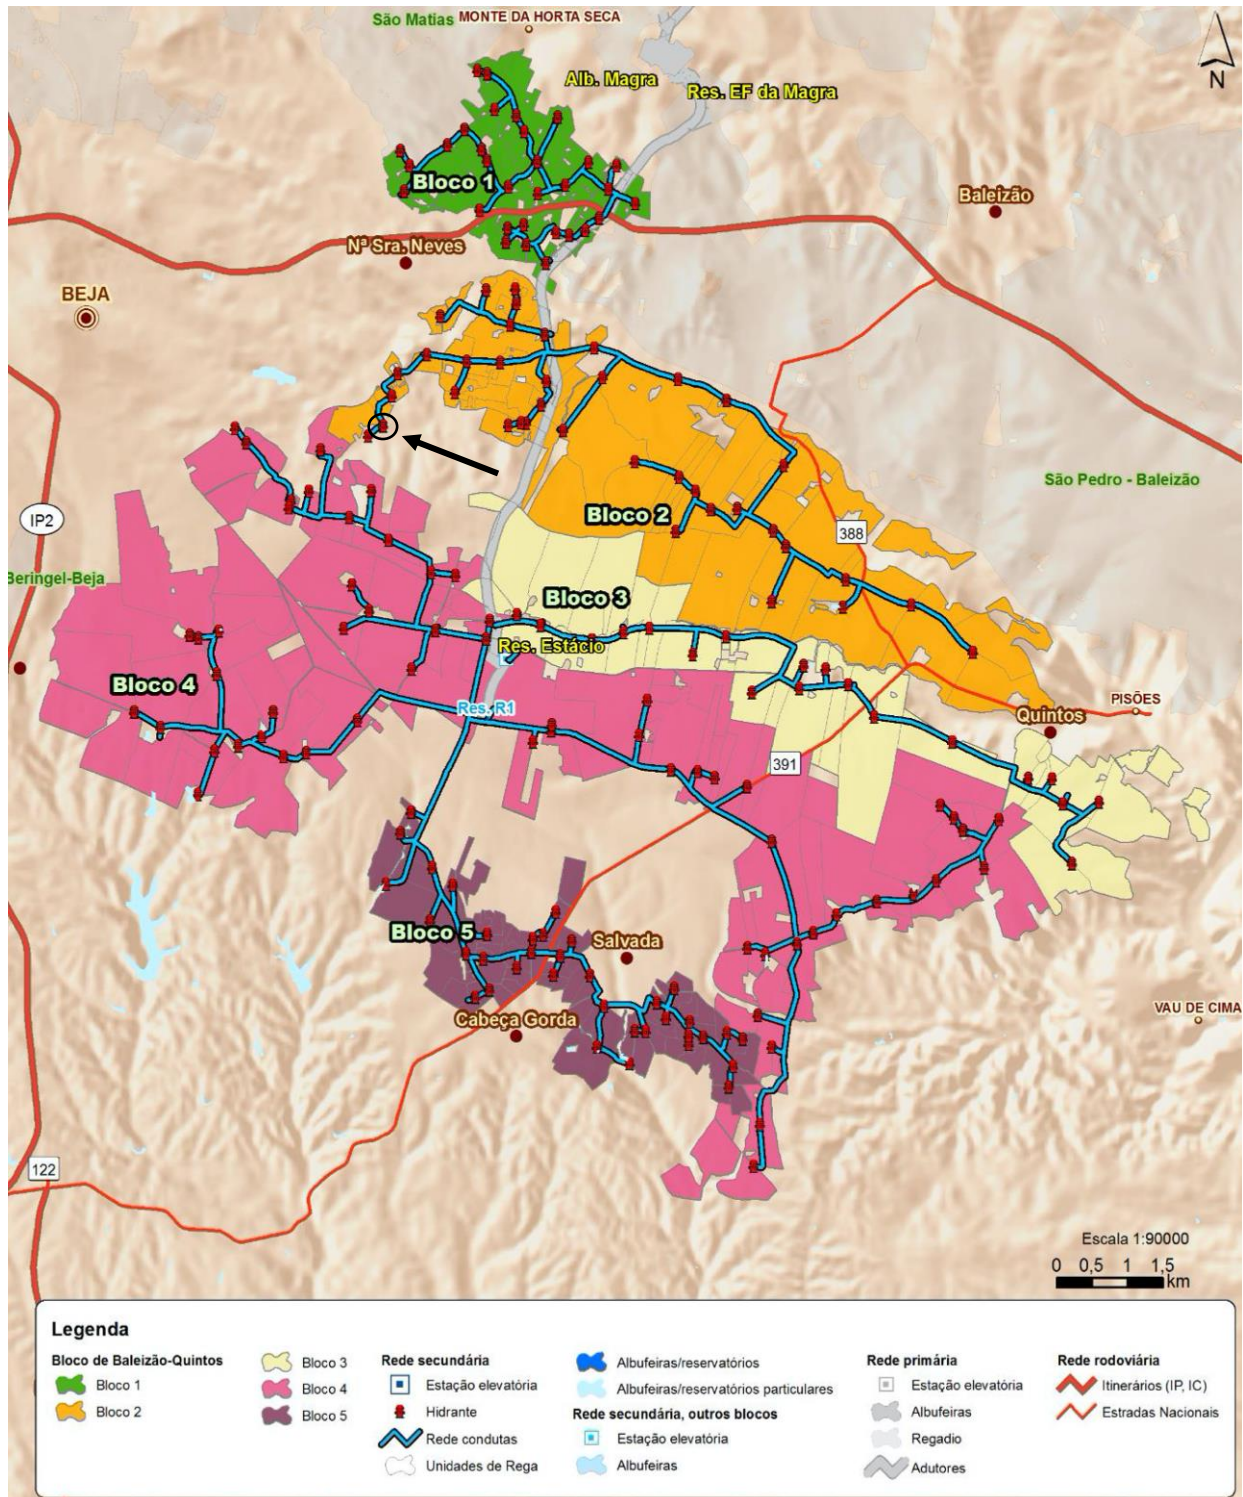 São Matias
MONTE DA HORTA SECA
N
Alb. Magra
Res. EF da Magra
Bloco 1
Baleizão
Nª Sra. Neves
BEJA
São Pedro - Baleizão
Bloco 2
IP2
388
Beringel-Beja
Bloco 3
Res. Estácio
Bloco 4
Res. R1
PISÕES
Quintos
391
Bloco 5
Salvada
Cabeça Gorda
VAU DE CIMA
122
Escala 1:90000
0 0,5 1 1,5
km
Legenda
Bloco de Baleizão-Quintos
Bloco 1
Bloco 2
Bloco 3
Bloco 4
Bloco 5
Rede secundária
Estação elevatória
Hidrante
Rede condutas
Unidades de Rega
Albufeiras/reservatórios
Albufeiras/reservatórios particulares
Rede secundária, outros blocos
Estação elevatória
Albufeiras
Rede primária
Estação elevatória
Albufeiras
Regadio
Adutores
Rede rodoviária
Itinerários (IP, IC)
Estradas Nacionais